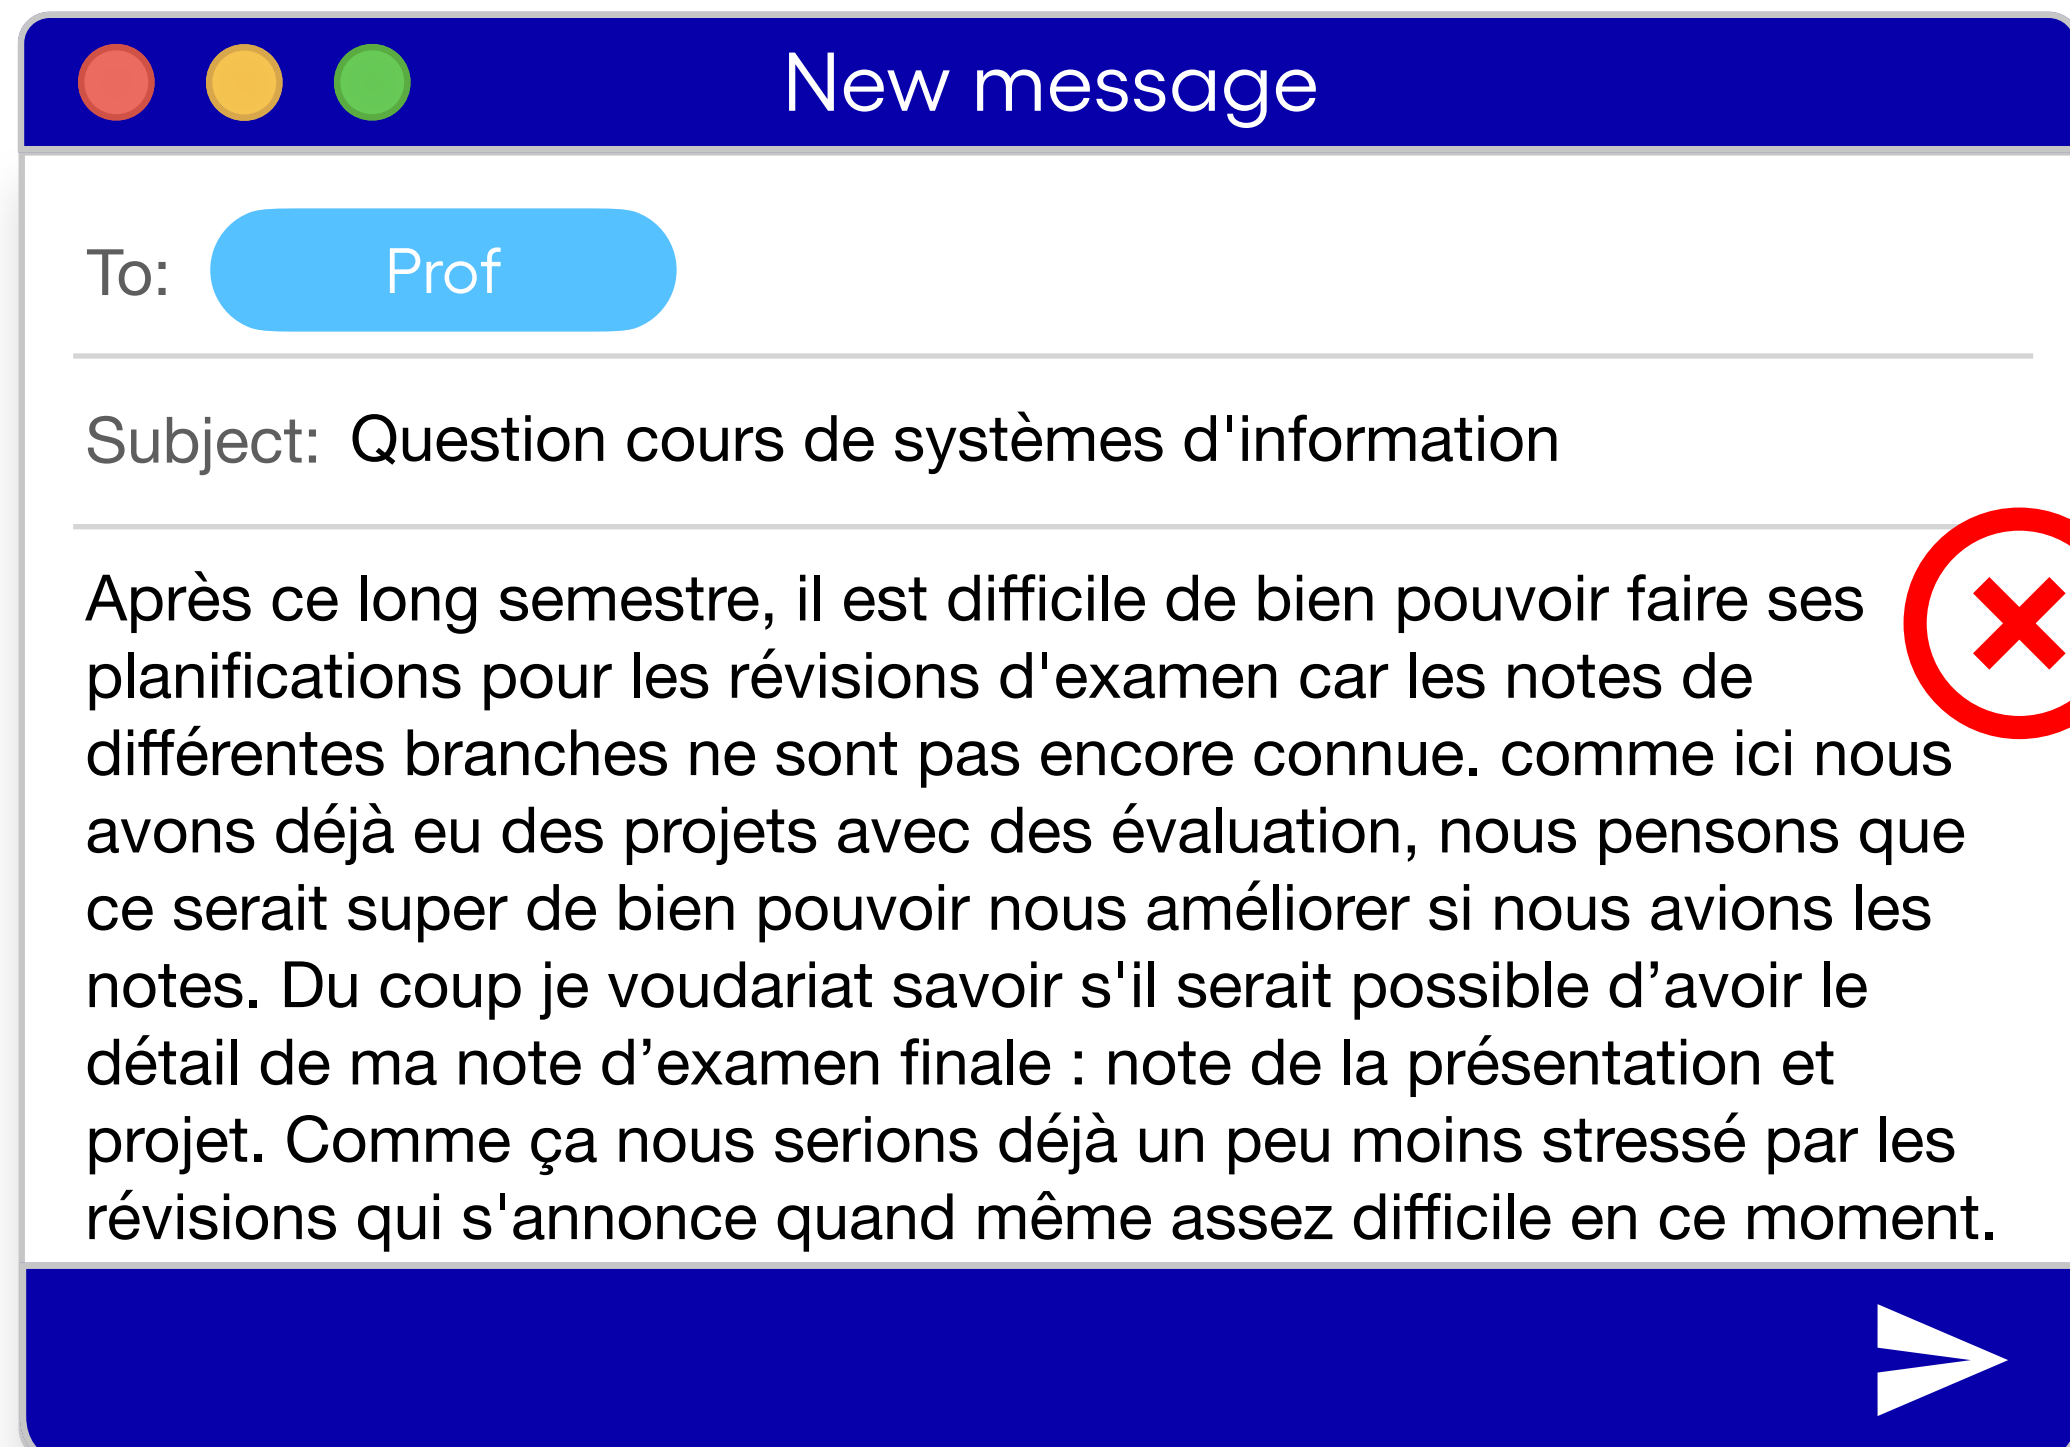 New message
To: Prof
Subject: Question cours de systèmes d'information
Après ce long semestre, il est difficile de bien pouvoir faire ses
planifications pour les révisions d'examen car les notes de
différentes branches ne sont pas encore connue. comme ici nous
avons déjà eu des projets avec des évaluation, nous pensons que
ce serait super de bien pouvoir nous améliorer si nous avions les
notes. Du coup je voudariat savoir s'il serait possible d’avoir le
détail de ma note d’examen finale : note de la présentation et
projet. Comme ça nous serions déjà un peu moins stressé par les
révisions qui s'annonce quand même assez difficile en ce moment.